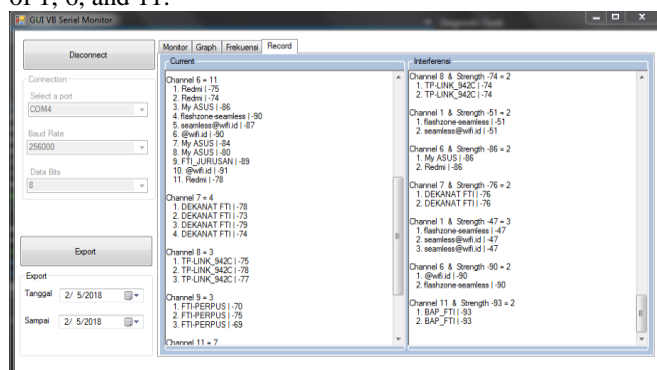 of 1, 6, and 11.
GUI VB Serial Monitor
Disconnect
Connection
Select a port
COM4
Baud Rate
256000
Data Bits
8
Export
Export
Tanggal 2/ 5/2018
Sampai 2/ 5/2018
Monitor Graph Frekuensi Record
Current
Channel 6 = 11
1. Redmi | -75
2. Redmi | -74
3. My ASUS | -86
4. flashzone-seamless | -90
5. seamless@wifi.id | -87
6. @wifi.id | -90
7. My ASUS | -84
8. My ASUS | -80
9. FTI_JURUSAN | -89
10. @wifi.id | -91
11. Redmi | -78
Channel 7 = 4
1. DEKANAT FTI | -78
2. DEKANAT FTI | -73
3. DEKANAT FTI | -79
4. DEKANAT FTI | -74
Channel 8 = 3
1. TP-LINK_942C | -75
2. TP-LINK_942C | -78
3. TP-LINK_942C | -77
Channel 9 = 3
1. FTI-PERPUS | -70
2. FTI-PERPUS | -75
3. FTI-PERPUS | -69
Channel 11 = 7
Interferensi
Channel 8 & Strength -74 = 2
1. TP-LINK_942C | -74
2. TP-LINK_942C | -74
Channel 1 & Strength -51 = 2
1. flashzone-seamless | -51
2. seamless@wifi.id | -51
Channel 6 & Strength -86 = 2
1. My ASUS | -86
2. Redmi | -86
Channel 7 & Strength -76 = 2
1. DEKANAT FTI | -76
2. DEKANAT FTI | -76
Channel 1 & Strength -47 = 3
1. flashzone-seamless | -47
2. seamless@wifi.id | -47
3. seamless@wifi.id | -47
Channel 6 & Strength -90 = 2
1. @wifi.id | -90
2. flashzone-seamless | -90
Channel 11 & Strength -93 = 2
1. BAP_FTI | -93
2. BAP_FTI | -93